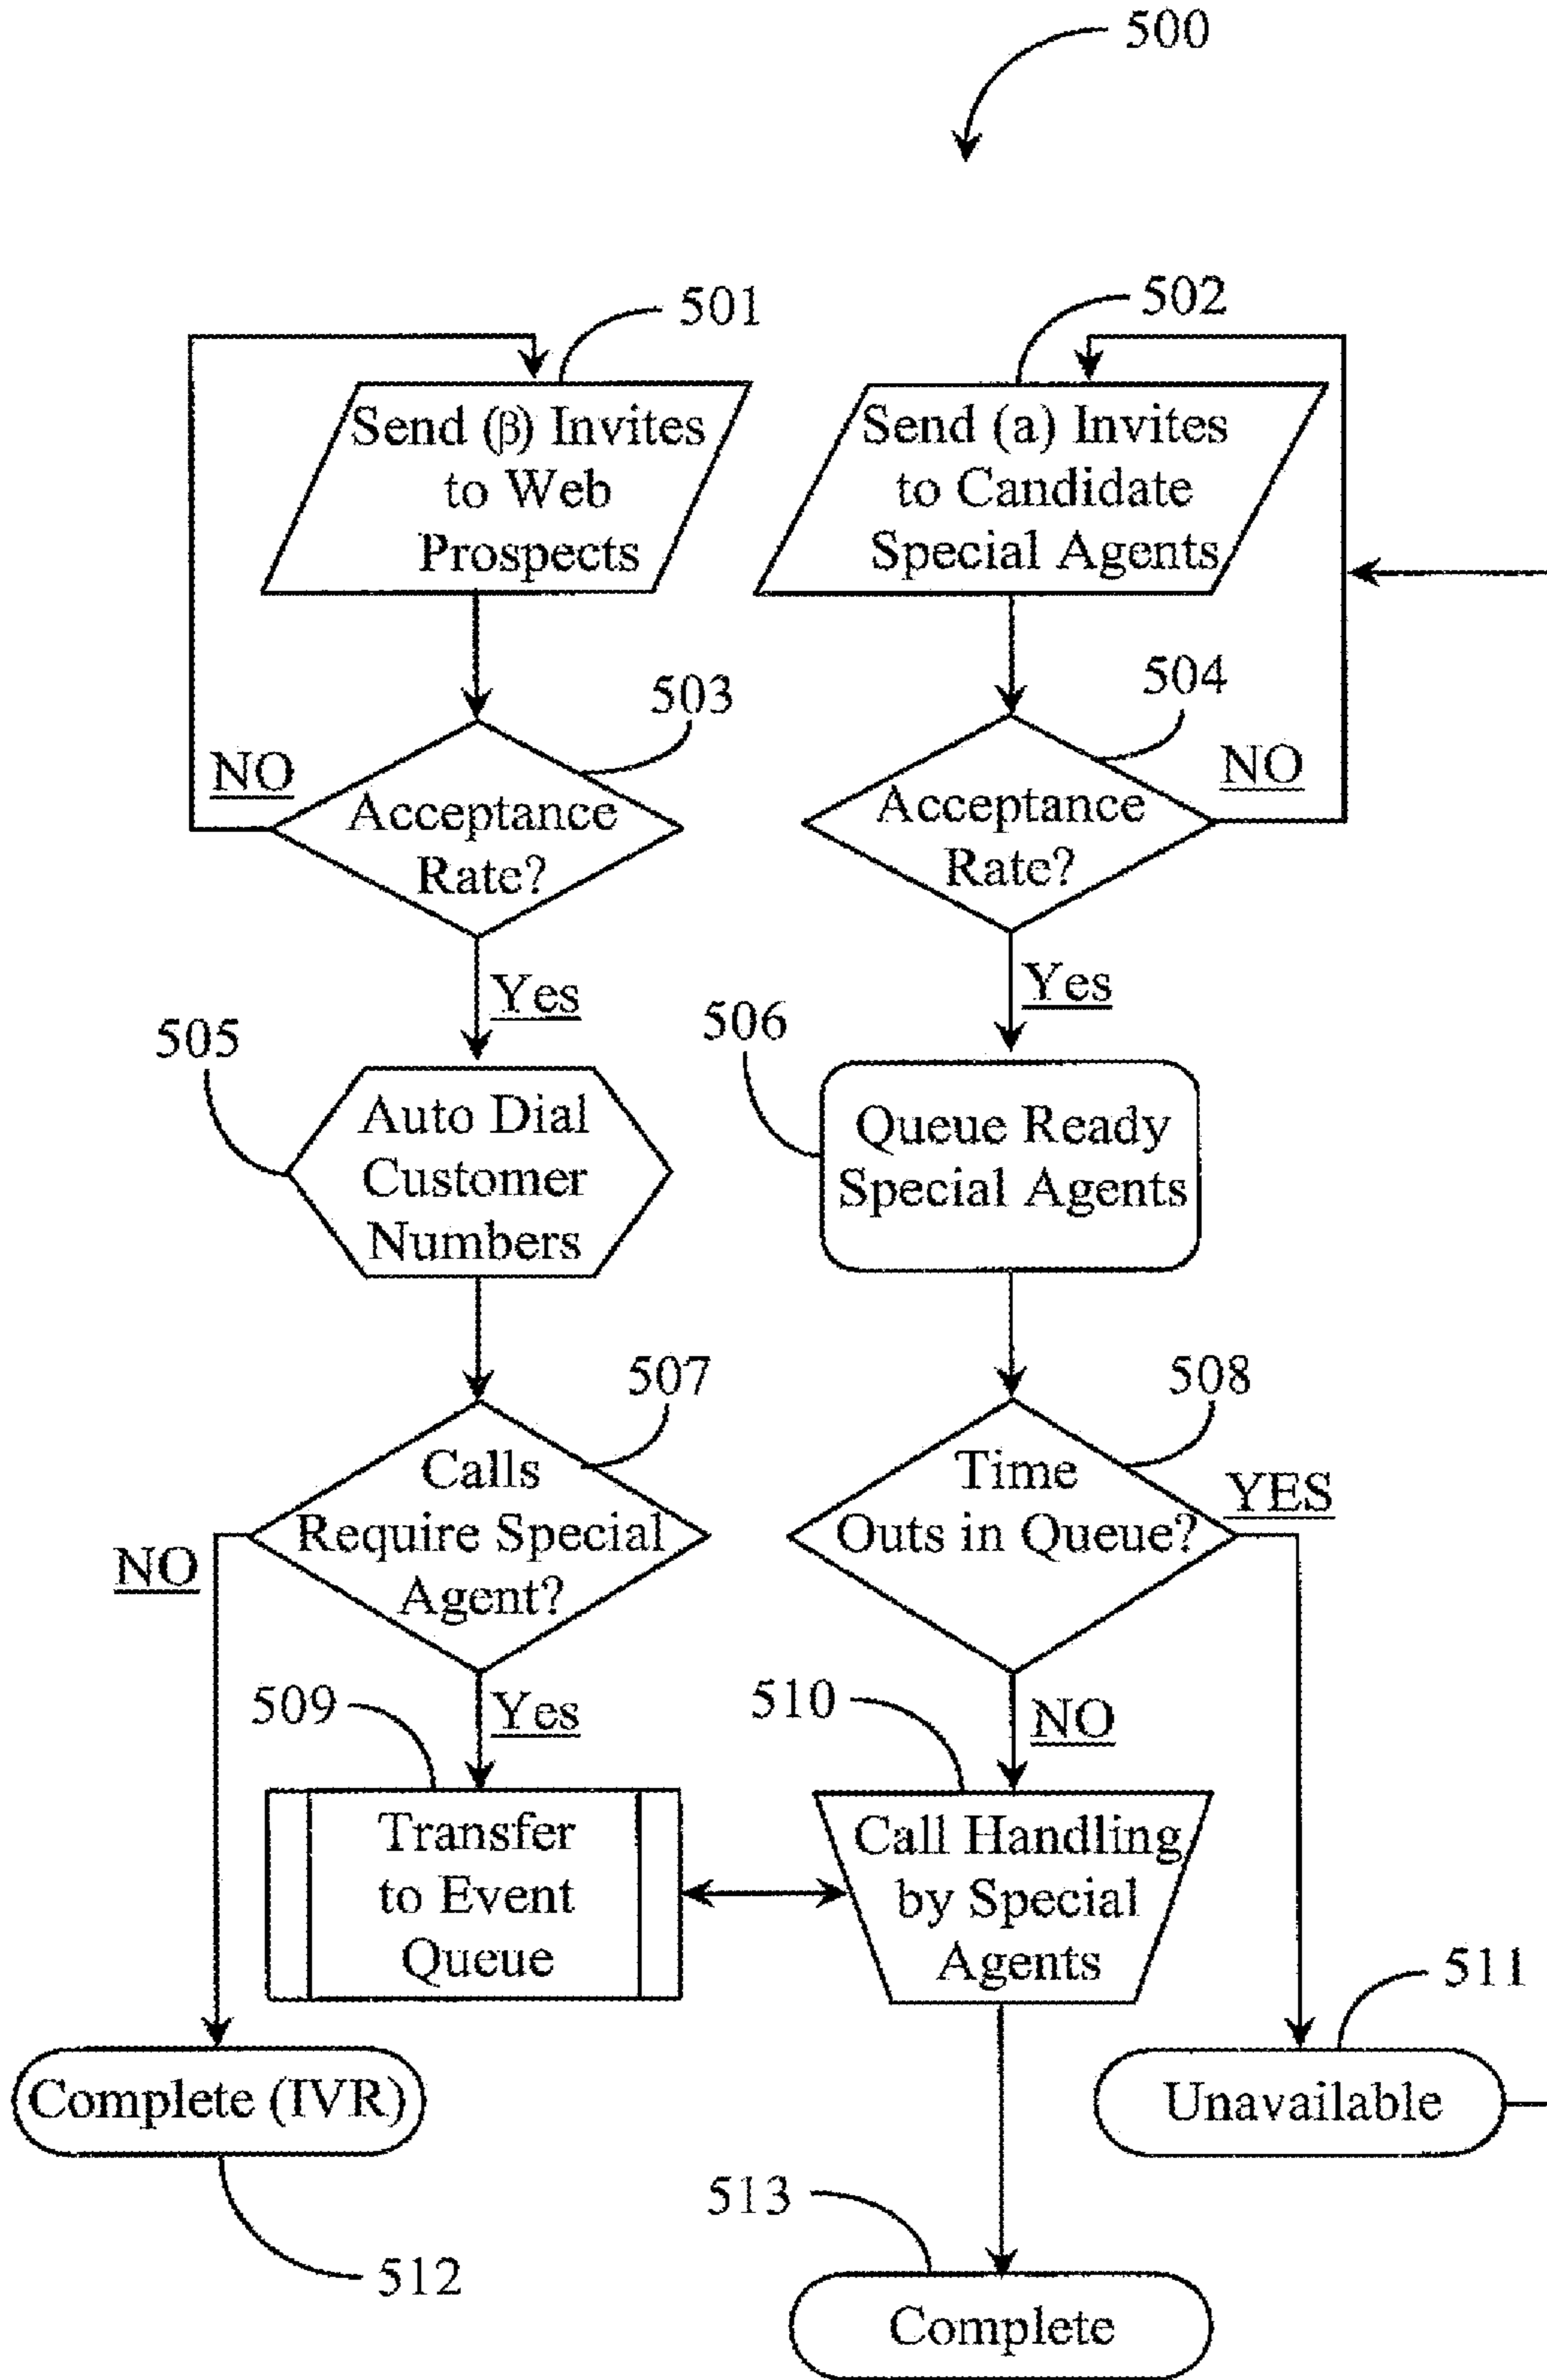 500
501
502
Send (β) Invites
to Web
Prospects
Send (a) Invites
to Candidate
Special Agents
503
504
NO
Acceptance
Rate?
NO
Acceptance
Rate?
Yes
Yes
505
506
Auto Dial
Customer
Numbers
Queue Ready
Special Agents
507
508
Calls
Require Special
Agent?
NO
Time
Outs in Queue?
YES
509
Yes
510
NO
Transfer
to Event
Queue
Call Handling
by Special
Agents
511
Complete (IVR)
Unavailable
512
513
Complete